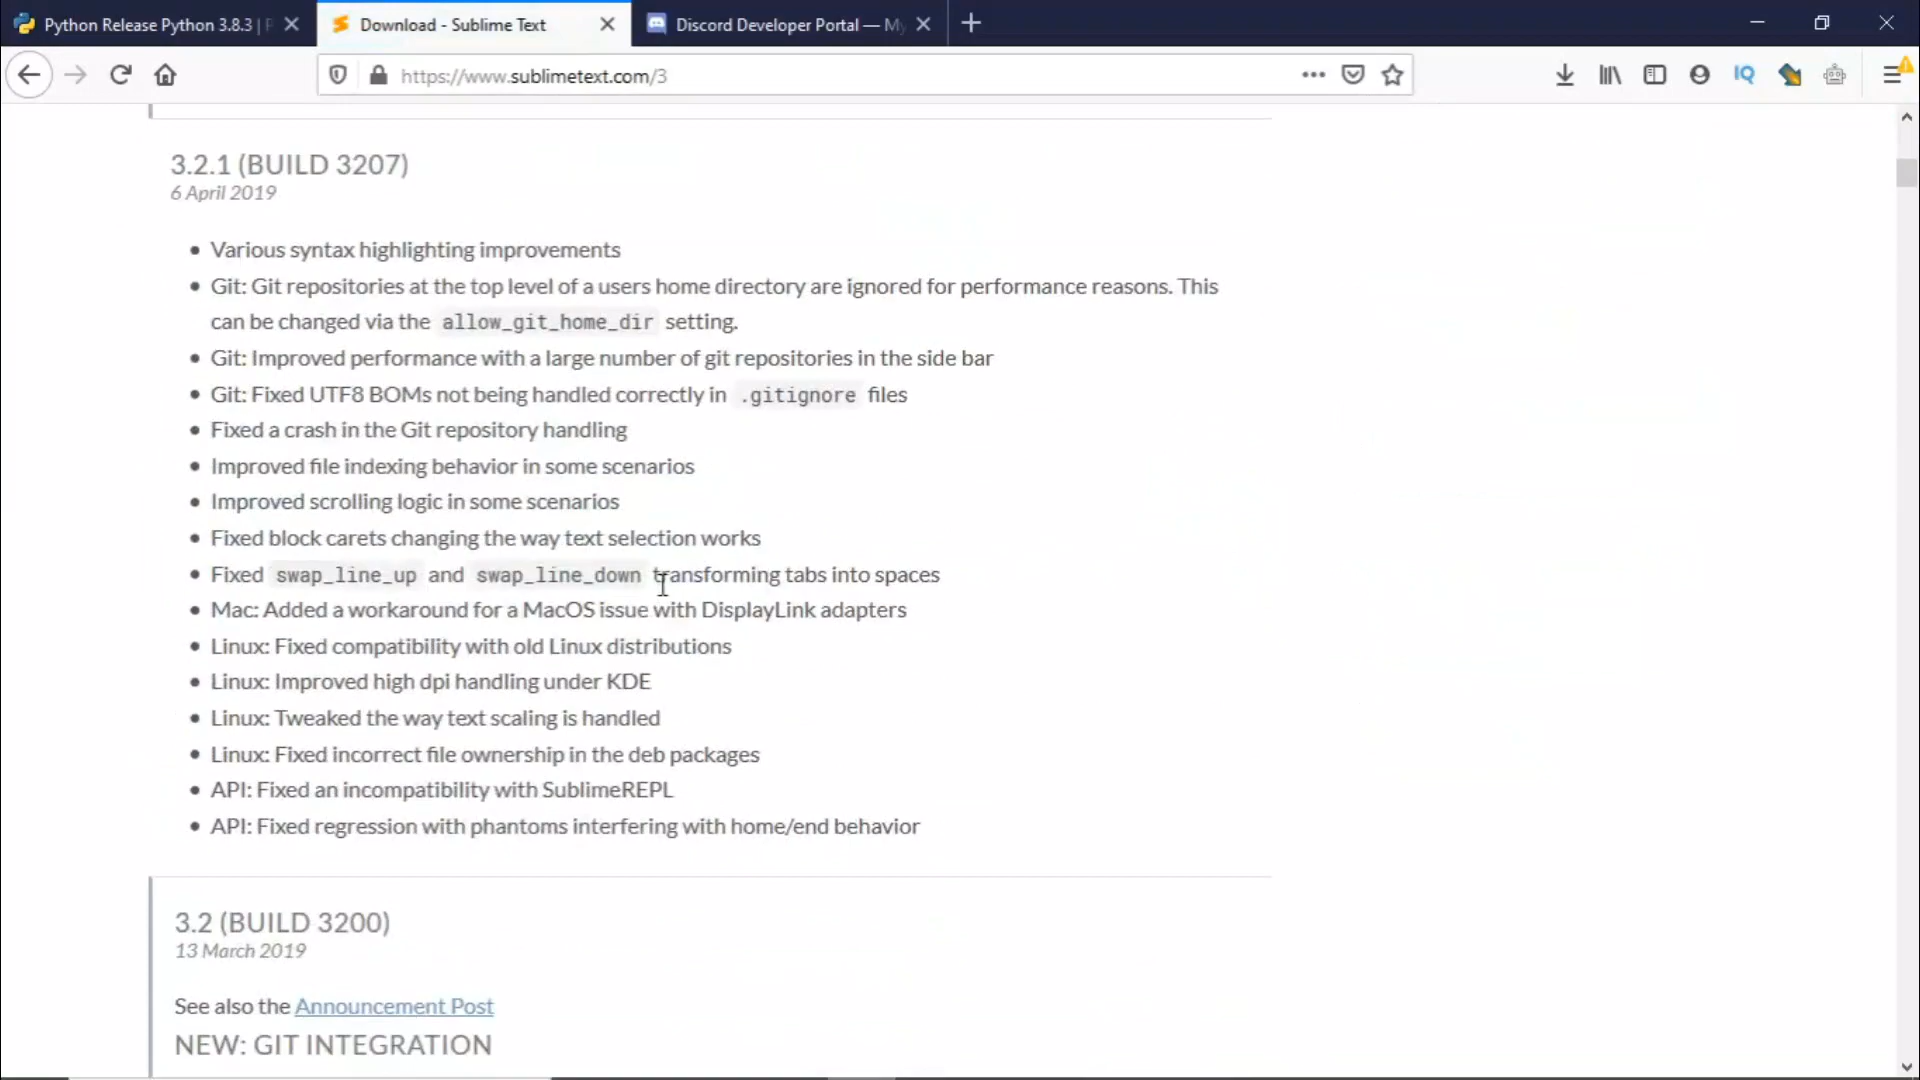 Python Release Python 3.8.3 |
Download - Sublime Text
Discord Developer Portal — My
https://www.sublimetext.com/3
IQ
3.2.1 (BUILD 3207)
6 April 2019
Various syntax highlighting improvements
Git: Git repositories at the top level of a users home directory are ignored for performance reasons. This
can be changed via the allow_git_home_dir setting.
Git: Improved performance with a large number of git repositories in the side bar
Git: Fixed UTF8 BOMs not being handled correctly in .gitignore files
Fixed a crash in the Git repository handling
Improved file indexing behavior in some scenarios
Improved scrolling logic in some scenarios
Fixed block carets changing the way text selection works
Fixed swap_line_up and swap_line_down transforming tabs into spaces
Mac: Added a workaround for a MacOS issue with DisplayLink adapters
Linux: Fixed compatibility with old Linux distributions
Linux: Improved high dpi handling under KDE
Linux: Tweaked the way text scaling is handled
Linux: Fixed incorrect file ownership in the deb packages
API: Fixed an incompatibility with SublimeREPL
API: Fixed regression with phantoms interfering with home/end behavior
3.2 (BUILD 3200)
13 March 2019
See also the Announcement Post
NEW: GIT INTEGRATION